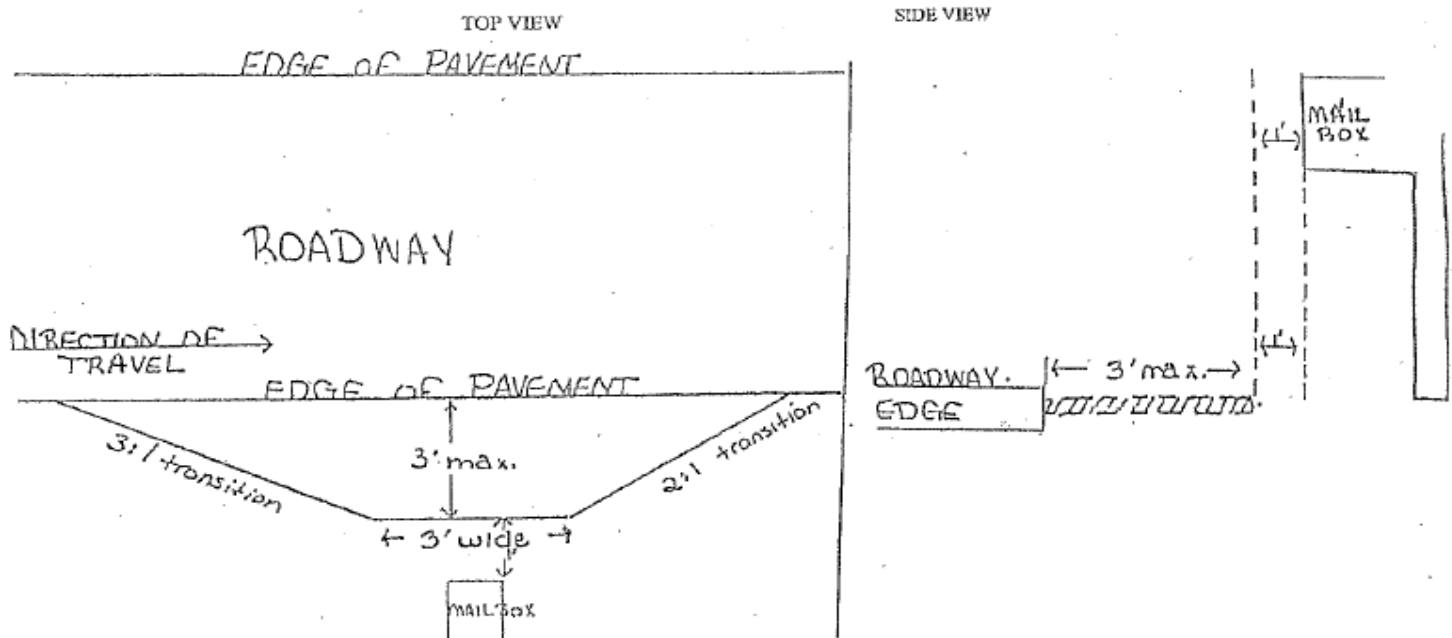 TOP VIEW
EDGE OF PAVEMENT
ROADWAY
DIRECTION OF
TRAVEL
EDGE OF PAVEMENT
3:1 transition
3' max.
2:1 transition
3' wide
1'
MAILBOX
SIDE VIEW
1'
MAIL
BOX
1'
ROADWAY.
EDGE
3' max.